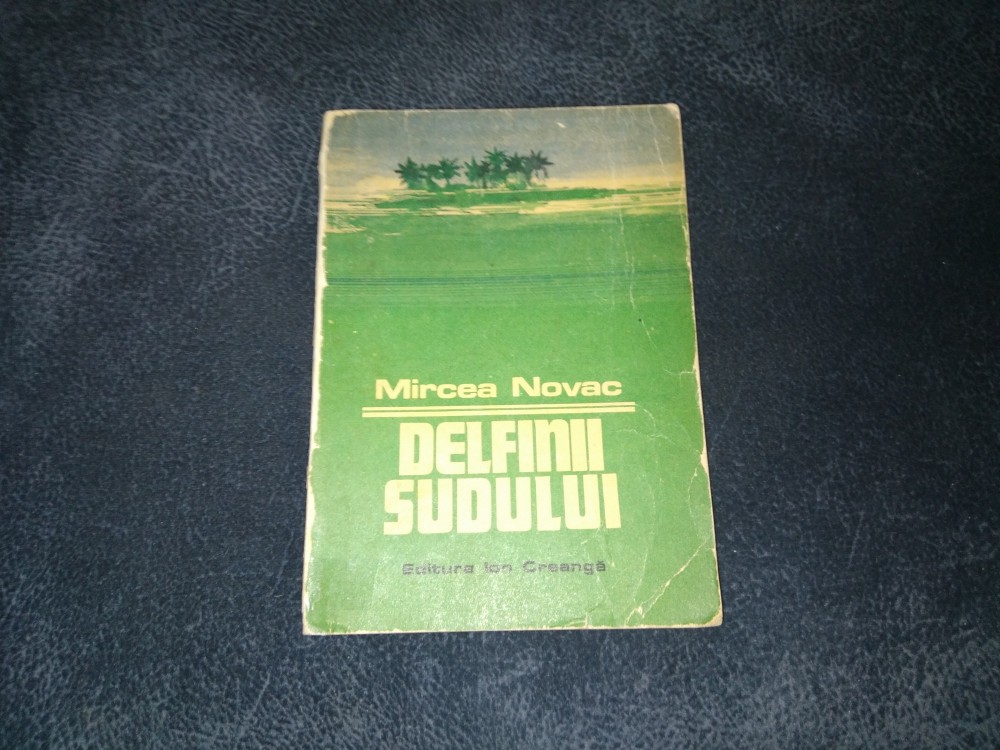 Mircea Novac
DELFINII
SUDULUI
Editura Ion Creangă